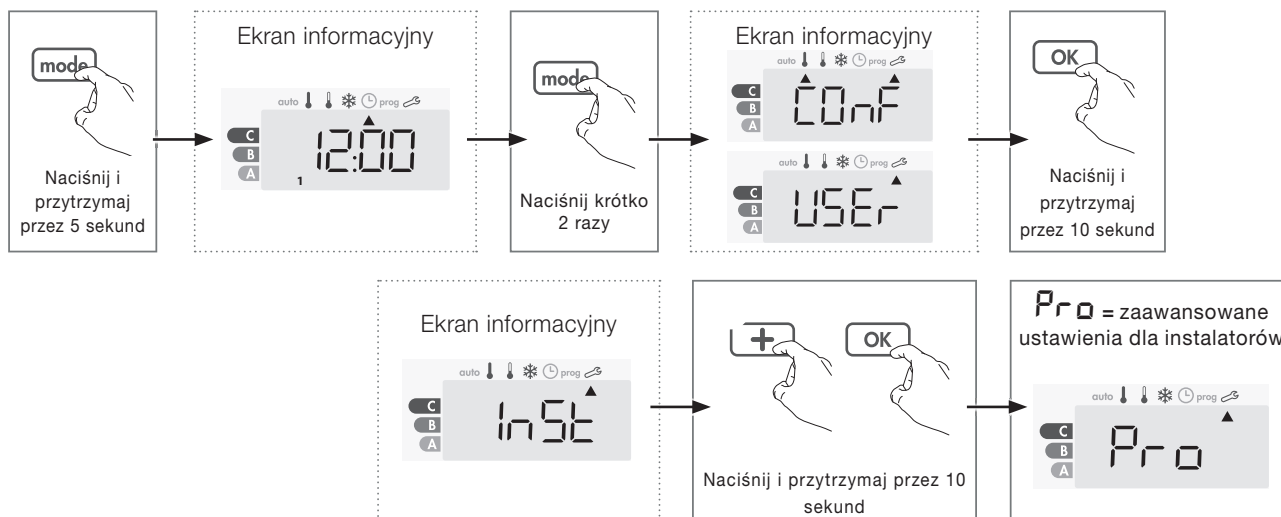 mode
Naciśnij i
przytrzymaj
przez 5 sekund
Ekran informacyjny
auto prog
C
B
A
12:00
1
mode
Naciśnij krótko
2 razy
Ekran informacyjny
auto prog
C
B
A
COnF
auto prog
C
B
A
USEr
OK
Naciśnij i
przytrzymaj
przez 10 sekund
Ekran informacyjny
auto prog
C
B
A
InSt
+ OK
Naciśnij i przytrzymaj przez 10
sekund
Pro = zaawansowane
ustawienia dla instalatorów
auto prog
C
B
A
Pro